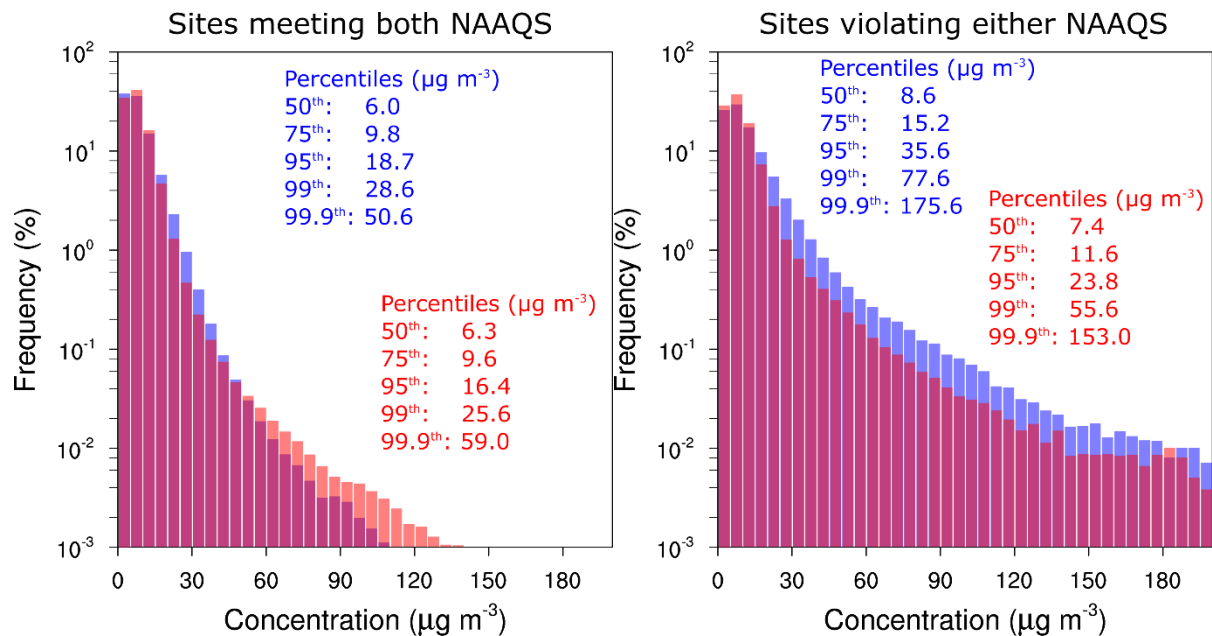 Sites meeting both NAAQS
Frequency (%)
10²
10¹
10⁰
10⁻¹
10⁻²
10⁻³
Percentiles (µg m⁻³)
50ᵗʰ: 6.0
75ᵗʰ: 9.8
95ᵗʰ: 18.7
99ᵗʰ: 28.6
99.9ᵗʰ: 50.6
Percentiles (µg m⁻³)
50ᵗʰ: 6.3
75ᵗʰ: 9.6
95ᵗʰ: 16.4
99ᵗʰ: 25.6
99.9ᵗʰ: 59.0
0 30 60 90 120 150 180
Concentration (µg m⁻³)
Sites violating either NAAQS
Frequency (%)
10²
10¹
10⁰
10⁻¹
10⁻²
10⁻³
Percentiles (µg m⁻³)
50ᵗʰ: 8.6
75ᵗʰ: 15.2
95ᵗʰ: 35.6
99ᵗʰ: 77.6
99.9ᵗʰ: 175.6
Percentiles (µg m⁻³)
50ᵗʰ: 7.4
75ᵗʰ: 11.6
95ᵗʰ: 23.8
99ᵗʰ: 55.6
99.9ᵗʰ: 153.0
0 30 60 90 120 150 180
Concentration (µg m⁻³)